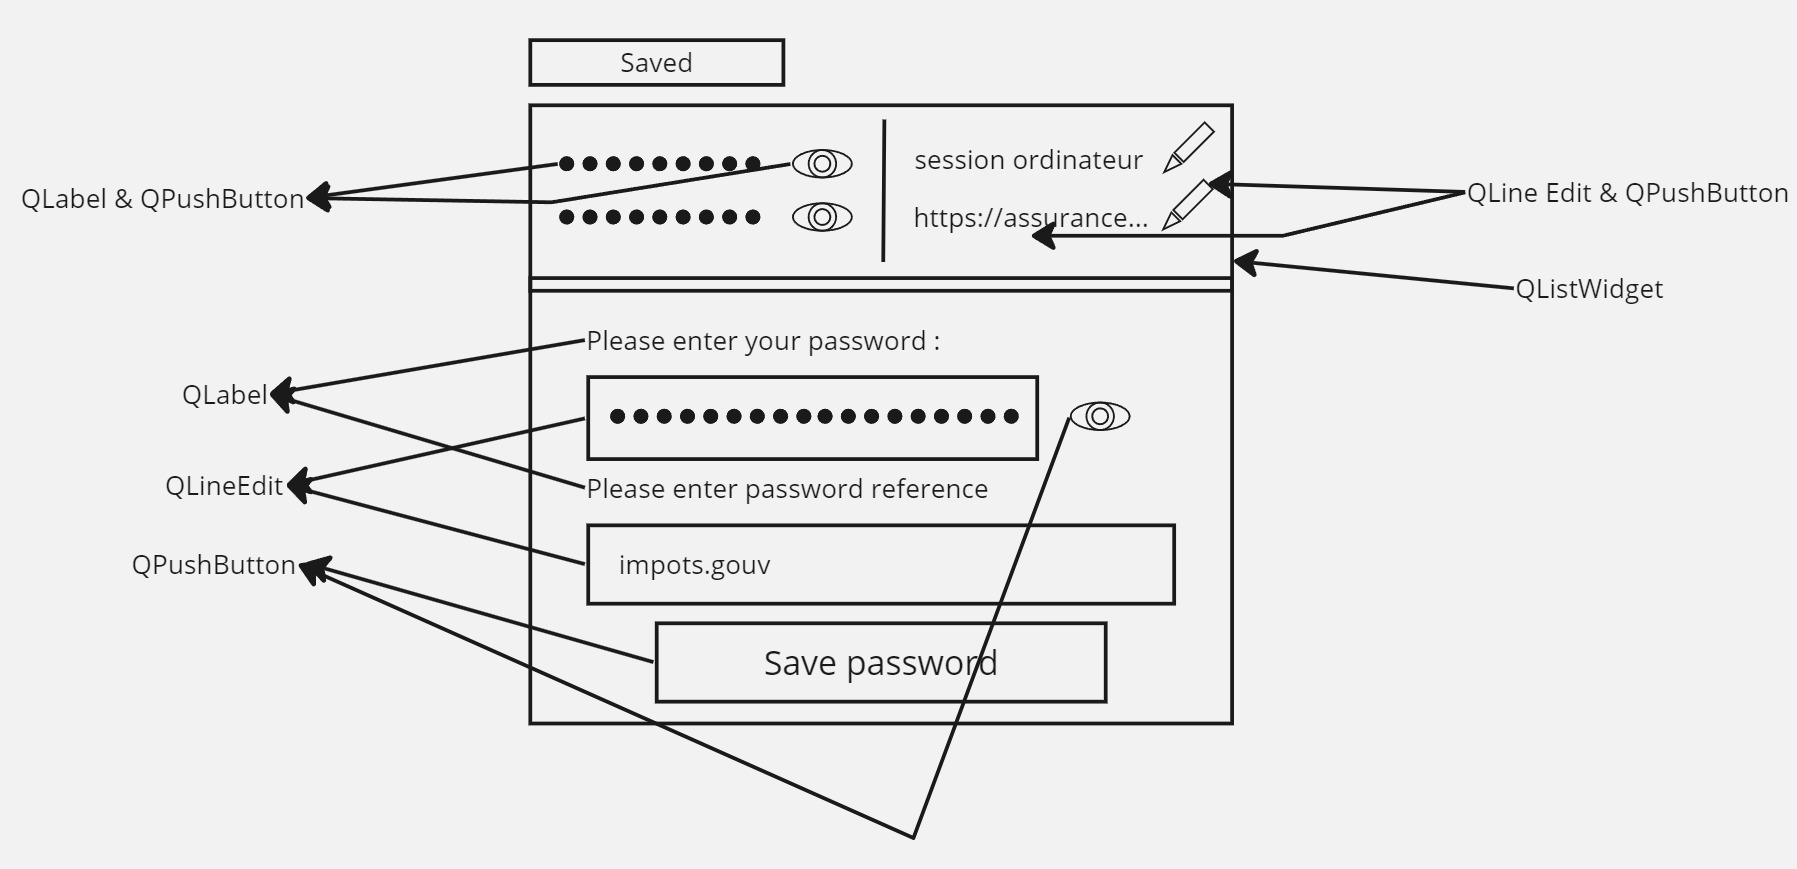 Saved
session ordinateur
QLabel & QPushButton
QLine Edit & QPushButton
https://assurance...
QListWidget
Please enter your password :
QLabel
QLineEdit
Please enter password reference
QPushButton
impots.gouv
Save password